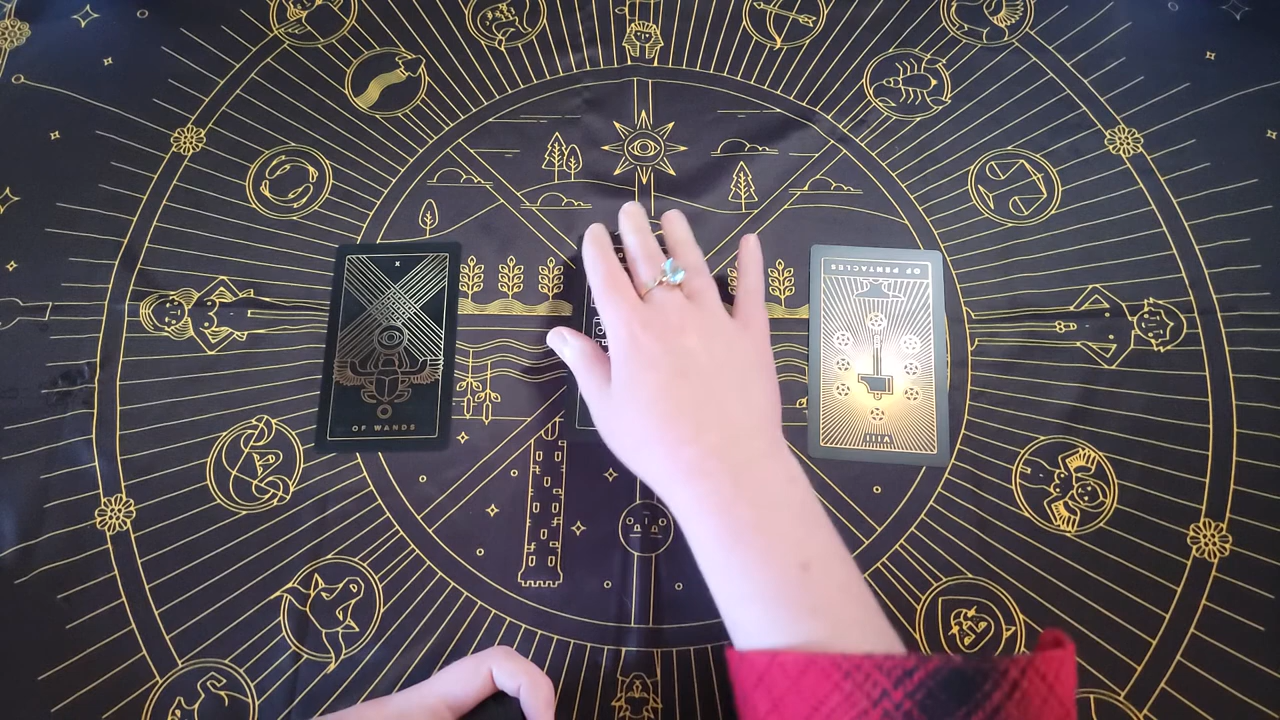 X
OF WANDS
OF PENTACLES
VIII